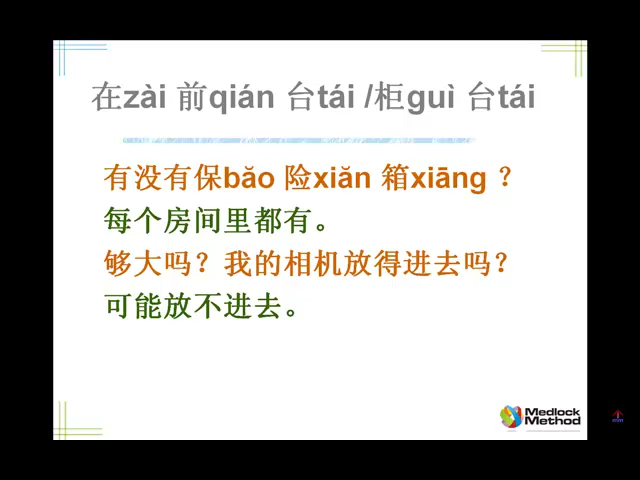 在zài 前qián 台tái /柜guì 台tái
有没有保bǎo 险xiǎn 箱xiāng ？
每个房间里都有。
够大吗？我的相机放得进去吗？
可能放不进去。
Medlock
Method